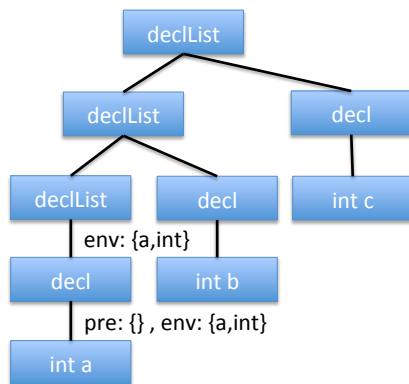 declList
declList
decl
declList
decl
int c
env: {a,int}
decl
int b
pre: {} , env: {a,int}
int a